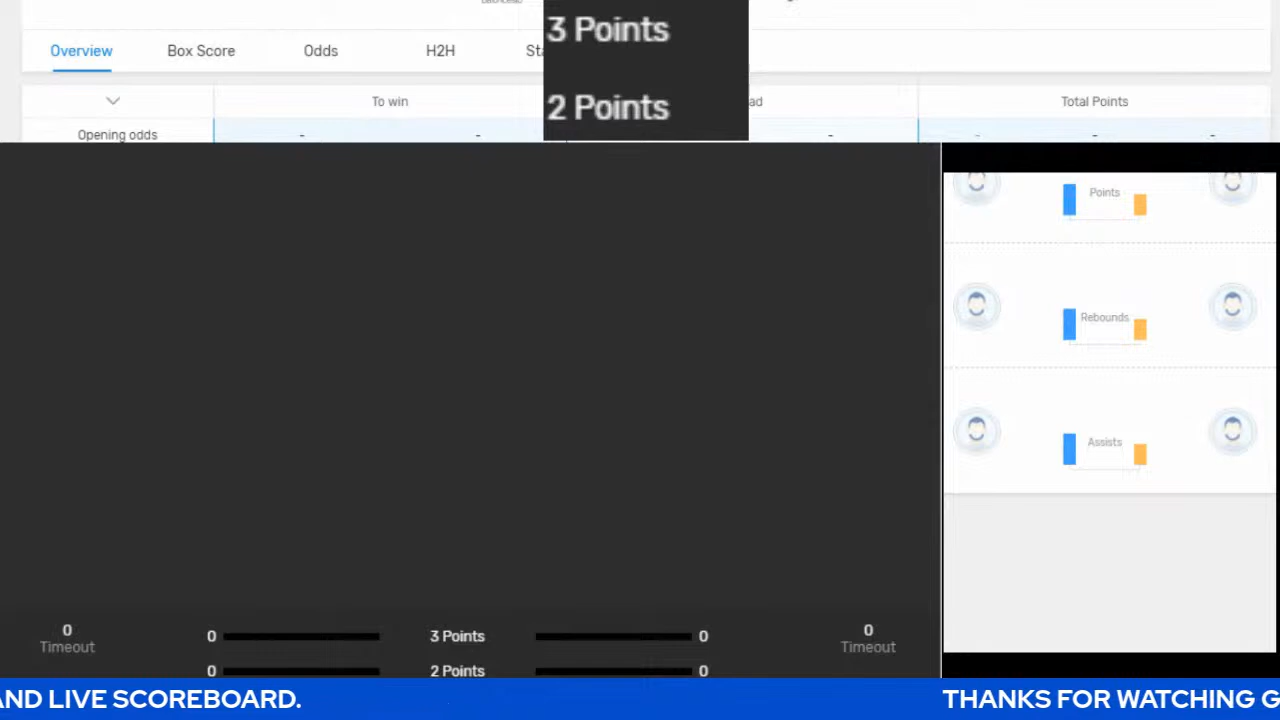 3 Points
Overview Box Score Odds H2H Sta
2 Points
To win ad Total Points
Opening odds - - - - - -
Points
Rebounds
Assists
0 0 3 Points 0 0
Timeout Timeout
0 2 Points 0
AND LIVE SCOREBOARD. THANKS FOR WATCHING G